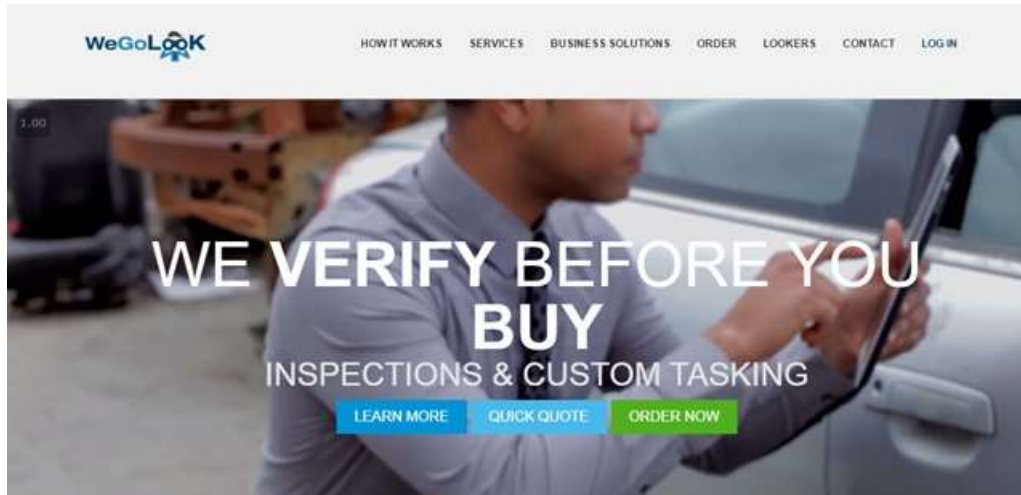 WeGoLooK
HOW IT WORKS SERVICES BUSINESS SOLUTIONS ORDER LOOKERS CONTACT LOG IN
1.00
WE VERIFY BEFORE YOU
BUY
INSPECTIONS & CUSTOM TASKING
LEARN MORE QUICK QUOTE ORDER NOW